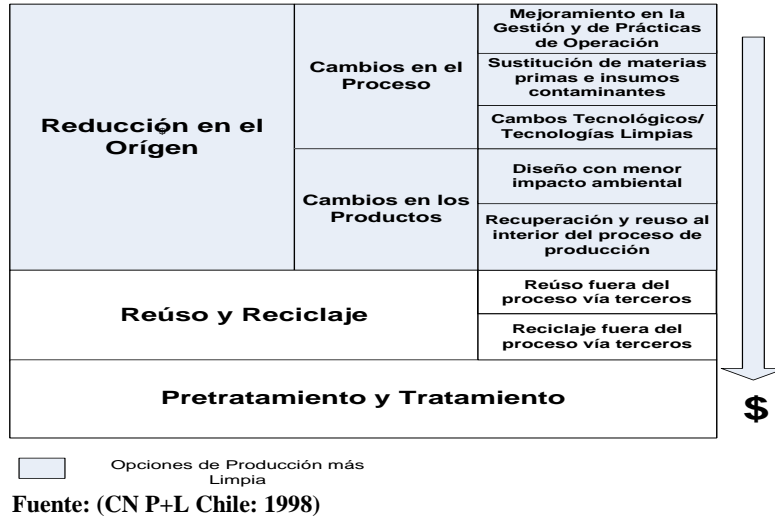 Reducción en el
Orígen
Cambios en el
Proceso
Mejoramiento en la
Gestión y de Prácticas
de Operación
Sustitución de materias
primas e insumos
contaminantes
Cambos Tecnológicos/
Tecnologías Limpias
Cambios en los
Productos
Diseño con menor
impacto ambiental
Recuperación y reuso al
interior del proceso de
producción
Reúso y Reciclaje
Reúso fuera del
proceso vía terceros
Reciclaje fuera del
proceso vía terceros
Pretratamiento y Tratamiento
$
Opciones de Producción más
Limpia
Fuente: (CN P+L Chile: 1998)